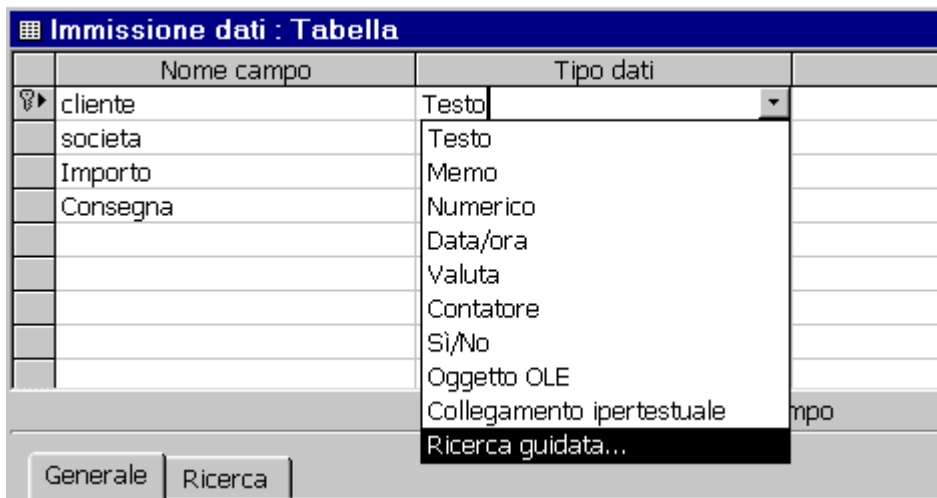 Immissione dati : Tabella
Nome campo Tipo dati
cliente Testo
societa Testo
Importo Memo
Consegna Numerico
Data/ora
Valuta
Contatore
Sì/No
Oggetto OLE
Collegamento ipertestuale mpo
Ricerca guidata...
Generale Ricerca